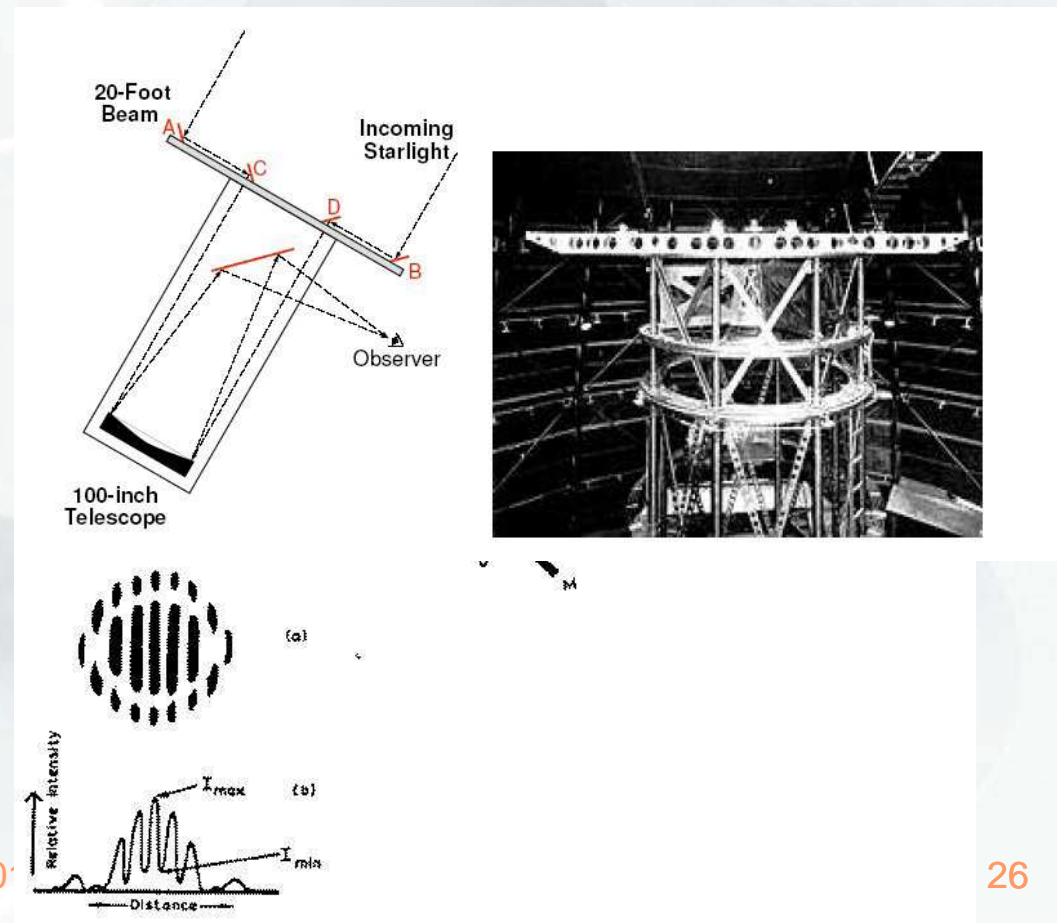 20-Foot
Beam
A
C
D
B
Incoming
Starlight
Observer
100-inch
Telescope
M
(a)
Relative intensity
Imax
(b)
Imin
Distance
26